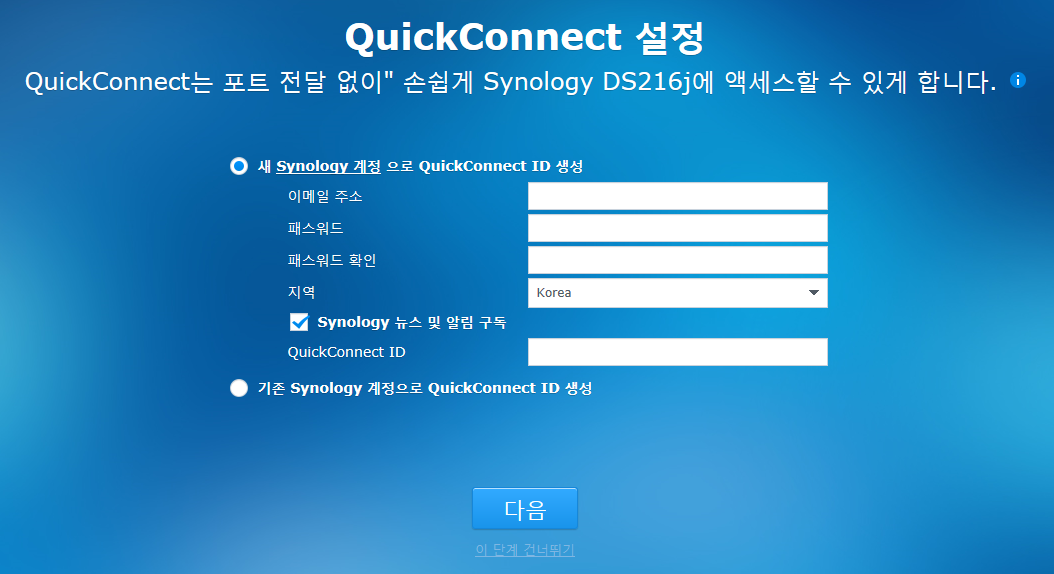 QuickConnect 설정
QuickConnect는 포트 전달 없이" 손쉽게 Synology DS216j에 액세스할 수 있게 합니다.
새 Synology 계정 으로 QuickConnect ID 생성
이메일 주소
패스워드
패스워드 확인
지역 Korea
Synology 뉴스 및 알림 구독
QuickConnect ID
기존 Synology 계정으로 QuickConnect ID 생성
다음
이 단계 건너뛰기